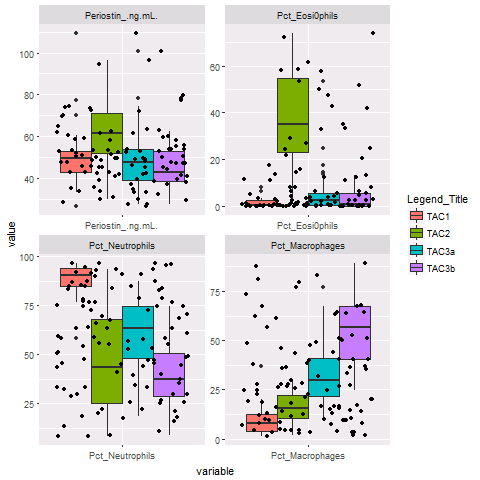 Periostin_.ng.mL.
Pct_Eosi0phils
100
80
60
40
60
40
20
0
Periostin_.ng.mL.
Pct_Eosi0phils
Pct_Neutrophils
Pct_Macrophages
100
75
50
25
75
50
25
0
Pct_Neutrophils
Pct_Macrophages
value
variable
Legend_Title
TAC1
TAC2
TAC3a
TAC3b